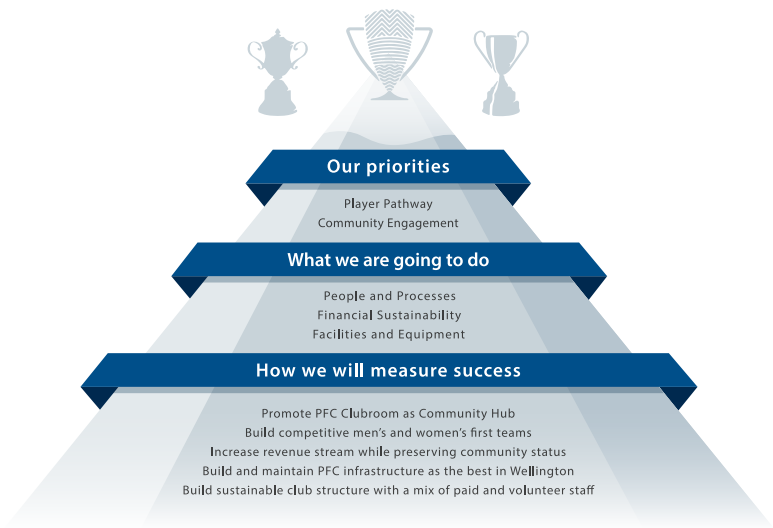 Our priorities
Player Pathway
Community Engagement
What we are going to do
People and Processes
Financial Sustainability
Facilities and Equipment
How we will measure success
Promote PFC Clubroom as Community Hub
Build competitive men’s and women’s first teams
Increase revenue stream while preserving community status
Build and maintain PFC infrastructure as the best in Wellington
Build sustainable club structure with a mix of paid and volunteer staff